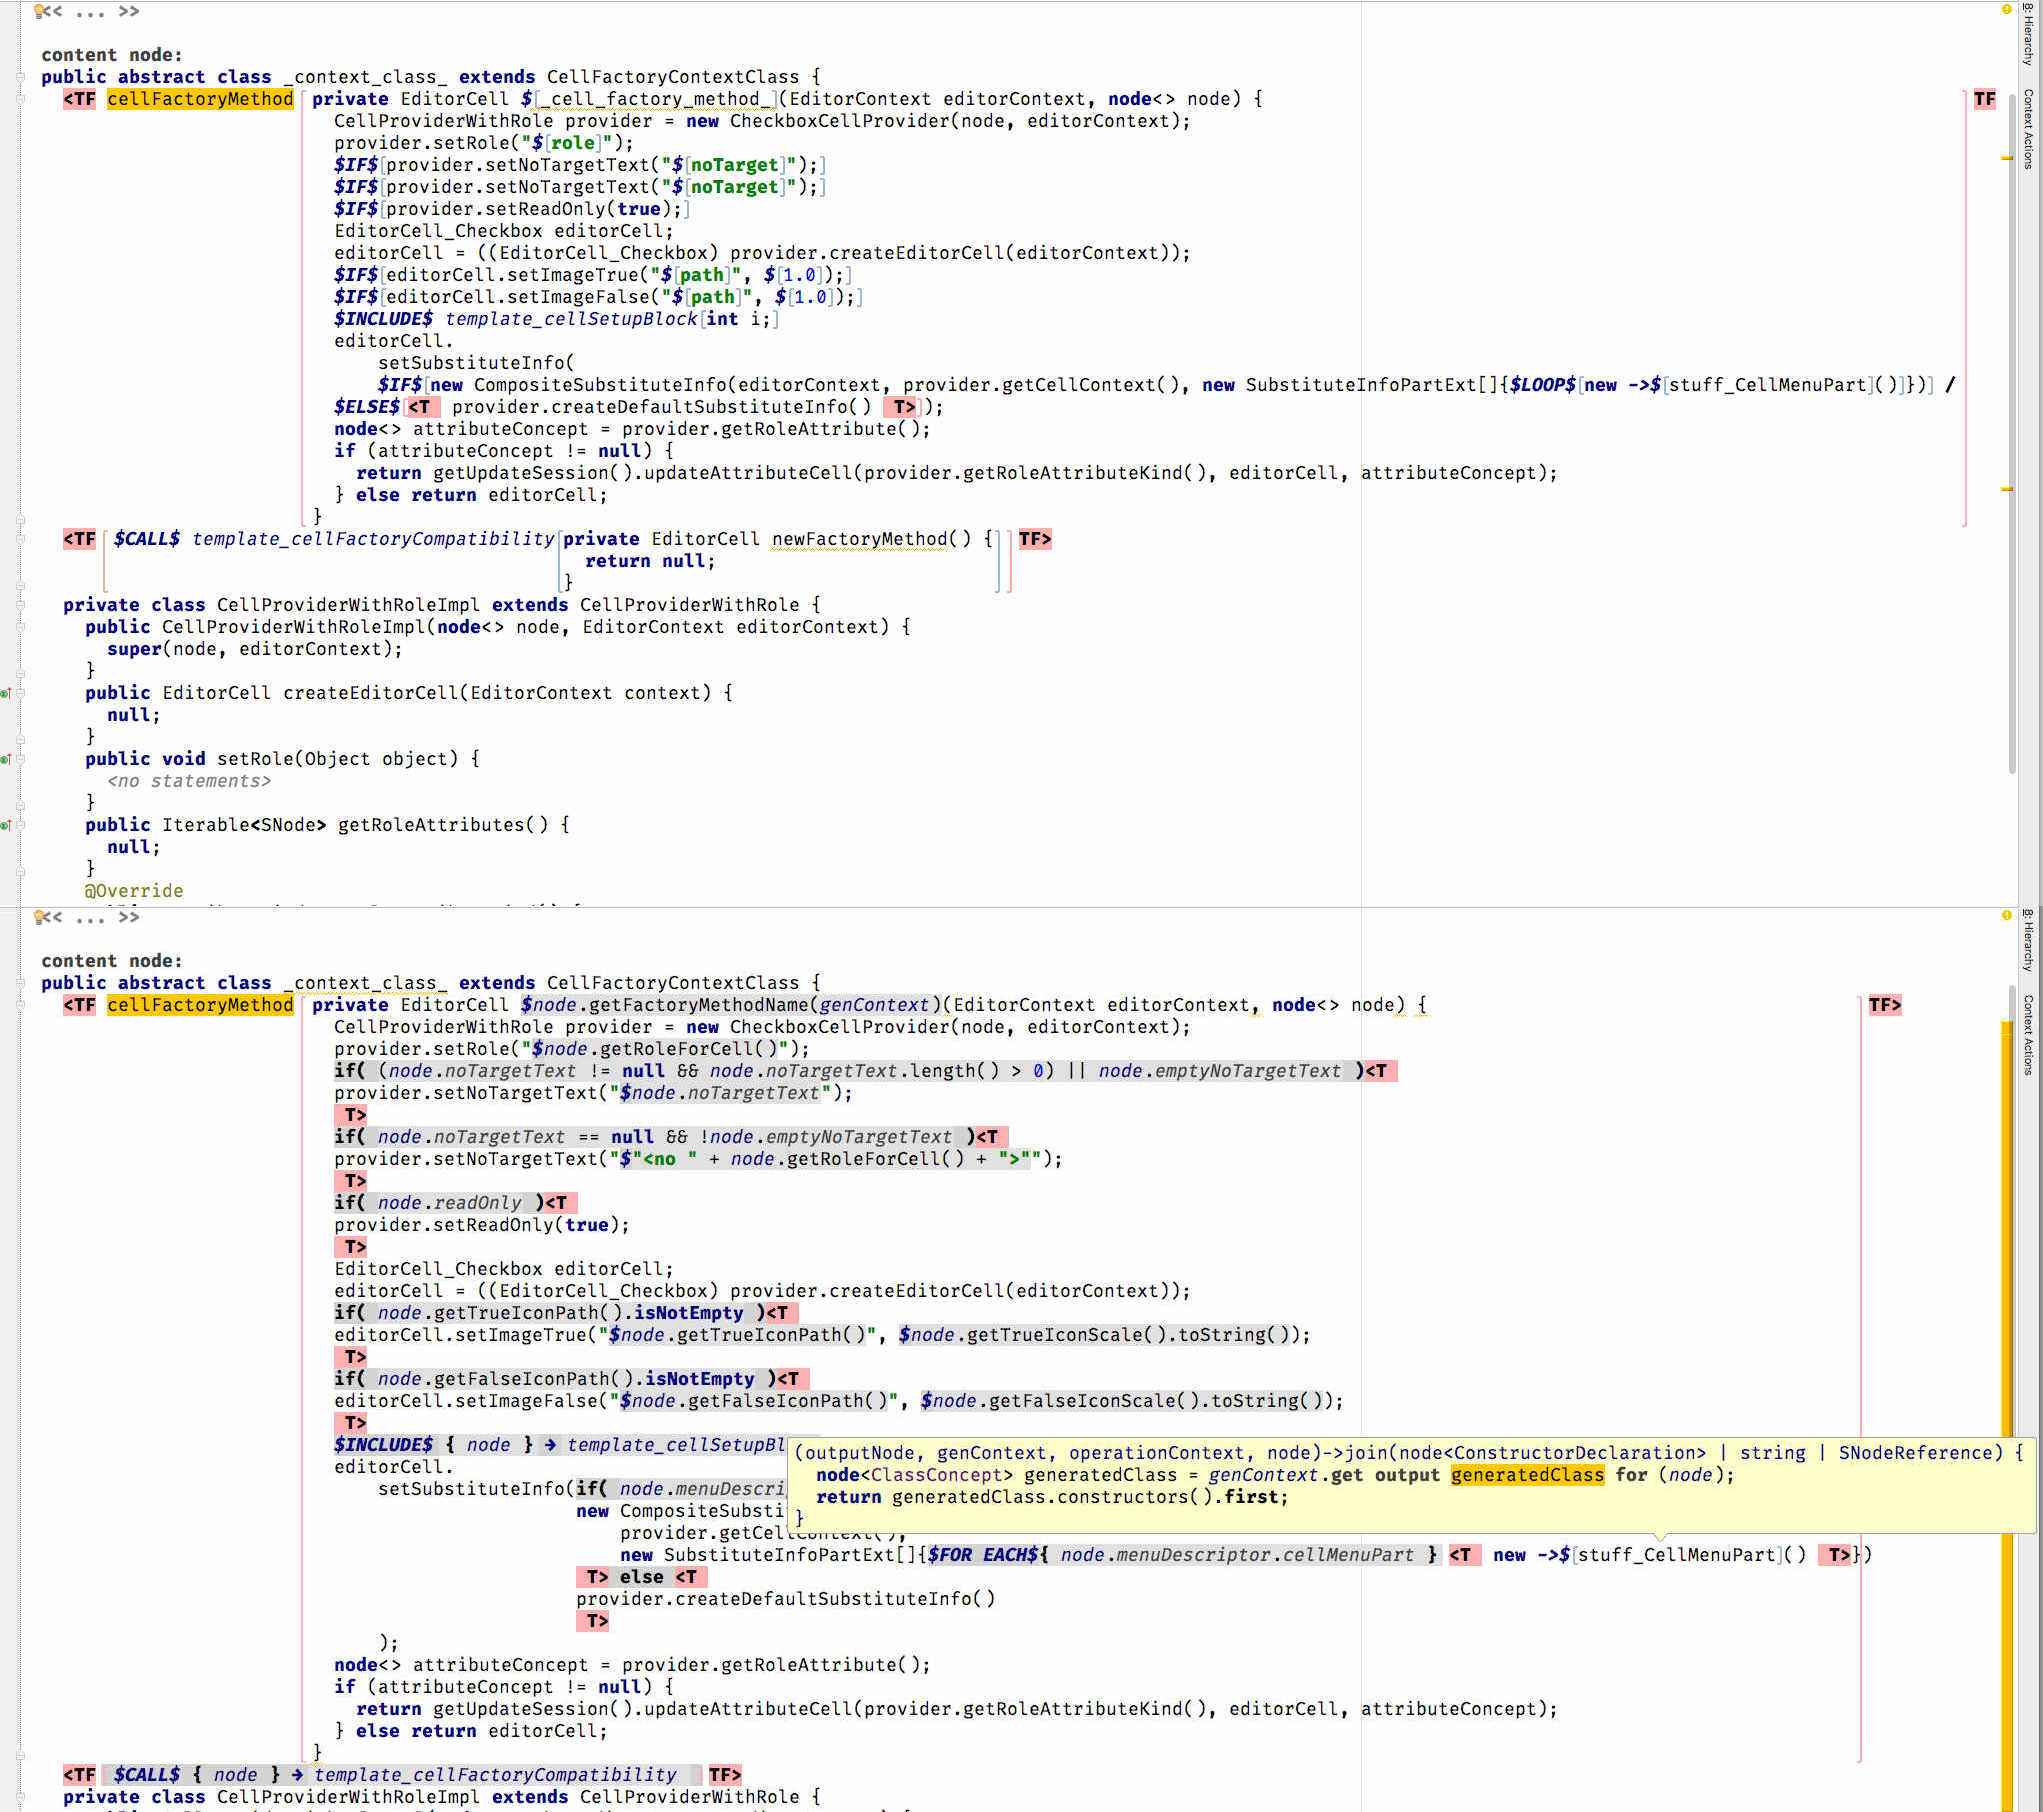 << ... >>
8: Hierarchy
Context Actions
content node:
public abstract class _context_class_ extends CellFactoryContextClass {
<TF cellFactoryMethod private EditorCell $[_cell_factory_method_](EditorContext editorContext, node<> node) { TF
CellProviderWithRole provider = new CheckboxCellProvider(node, editorContext);
provider.setRole("$[role]");
$IF$[provider.setNoTargetText("$[noTarget]");]
$IF$[provider.setNoTargetText("$[noTarget]");]
$IF$[provider.setReadOnly(true);]
EditorCell_Checkbox editorCell;
editorCell = ((EditorCell_Checkbox) provider.createEditorCell(editorContext));
$IF$[editorCell.setImageTrue("$[path]", $[1.0]);]
$IF$[editorCell.setImageFalse("$[path]", $[1.0]);]
$INCLUDE$ template_cellSetupBlock[int i;]
editorCell.
setSubstituteInfo(
$IF$[new CompositeSubstituteInfo(editorContext, provider.getCellContext(), new SubstituteInfoPartExt[]{$LOOP$[new ->$[stuff_CellMenuPart]()]})] /
$ELSE$[<T provider.createDefaultSubstituteInfo() T>]);
node<> attributeConcept = provider.getRoleAttribute();
if (attributeConcept != null) {
return getUpdateSession().updateAttributeCell(provider.getRoleAttributeKind(), editorCell, attributeConcept);
} else return editorCell;
}
<TF $CALL$ template_cellFactoryCompatibility[private EditorCell newFactoryMethod() { ] TF>
return null;
}
private class CellProviderWithRoleImpl extends CellProviderWithRole {
public CellProviderWithRoleImpl(node<> node, EditorContext editorContext) {
super(node, editorContext);
}
public EditorCell createEditorCell(EditorContext context) {
null;
}
public void setRole(Object object) {
<no statements>
}
public Iterable<SNode> getRoleAttributes() {
null;
}
@Override
<< ... >>
8: Hierarchy
Context Actions
content node:
public abstract class _context_class_ extends CellFactoryContextClass {
<TF cellFactoryMethod private EditorCell $node.getFactoryMethodName(genContext)(EditorContext editorContext, node<> node) { TF>
CellProviderWithRole provider = new CheckboxCellProvider(node, editorContext);
provider.setRole("$node.getRoleForCell()");
if( (node.noTargetText != null && node.noTargetText.length() > 0) || node.emptyNoTargetText )<T
provider.setNoTargetText("$node.noTargetText");
T>
if( node.noTargetText == null && !node.emptyNoTargetText )<T
provider.setNoTargetText("$"<no " + node.getRoleForCell() + ">"");
T>
if( node.readOnly )<T
provider.setReadOnly(true);
T>
EditorCell_Checkbox editorCell;
editorCell = ((EditorCell_Checkbox) provider.createEditorCell(editorContext));
if( node.getTrueIconPath().isNotEmpty )<T
editorCell.setImageTrue("$node.getTrueIconPath()", $node.getTrueIconScale().toString());
T>
if( node.getFalseIconPath().isNotEmpty )<T
editorCell.setImageFalse("$node.getFalseIconPath()", $node.getFalseIconScale().toString());
T>
$INCLUDE$ { node } → template_cellSetupBl
(outputNode, genContext, operationContext, node)->join(node<ConstructorDeclaration> | string | SNodeReference) {
node<ClassConcept> generatedClass = genContext.get output generatedClass for (node);
return generatedClass.constructors().first;
}
editorCell.
setSubstituteInfo(if( node.menuDescri
new CompositeSubsti
provider.getCellContext(),
new SubstituteInfoPartExt[]{$FOR EACH${ node.menuDescriptor.cellMenuPart } <T new ->$[stuff_CellMenuPart]() T>})
T> else <T
provider.createDefaultSubstituteInfo()
T>
);
node<> attributeConcept = provider.getRoleAttribute();
if (attributeConcept != null) {
return getUpdateSession().updateAttributeCell(provider.getRoleAttributeKind(), editorCell, attributeConcept);
} else return editorCell;
}
<TF $CALL$ { node } → template_cellFactoryCompatibility TF>
private class CellProviderWithRoleImpl extends CellProviderWithRole {